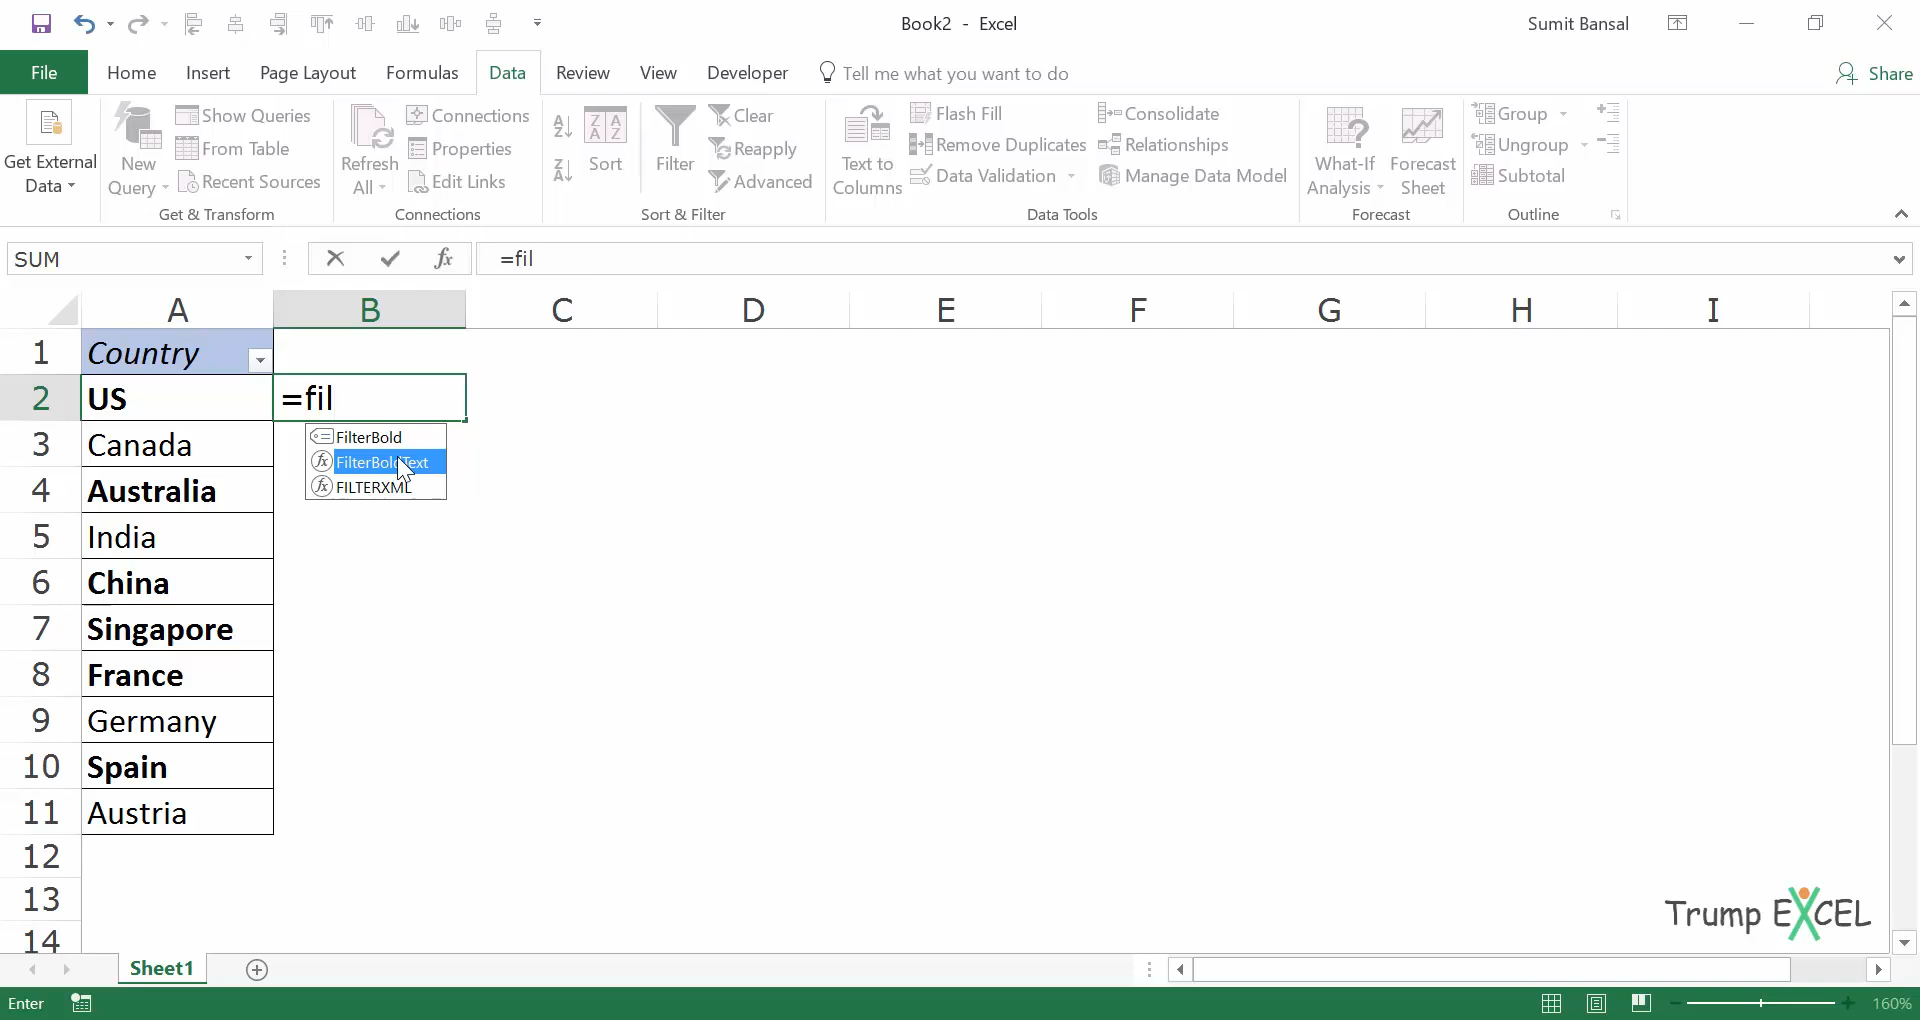 Book2 - Excel
Sumit Bansal
File Home Insert Page Layout Formulas Data Review View Developer Tell me what you want to do Share
Get External Data
New Query
Show Queries
From Table
Recent Sources
Get & Transform
Refresh All
Connections
Properties
Edit Links
Connections
Sort
Filter
Clear
Reapply
Advanced
Sort & Filter
Text to Columns
Flash Fill
Remove Duplicates
Data Validation
Consolidate
Relationships
Manage Data Model
Data Tools
What-If Analysis
Forecast Sheet
Forecast
Group
Ungroup
Subtotal
Outline
SUM fx =fil
A B C D E F G H I
1 Country
2 US =fil
FilterBold
3 Canada
fx FilterBoldText
fx FILTERXML
4 Australia
5 India
6 China
7 Singapore
8 France
9 Germany
10 Spain
11 Austria
12
13
14
Trump EXCEL
Sheet1
Enter
160%